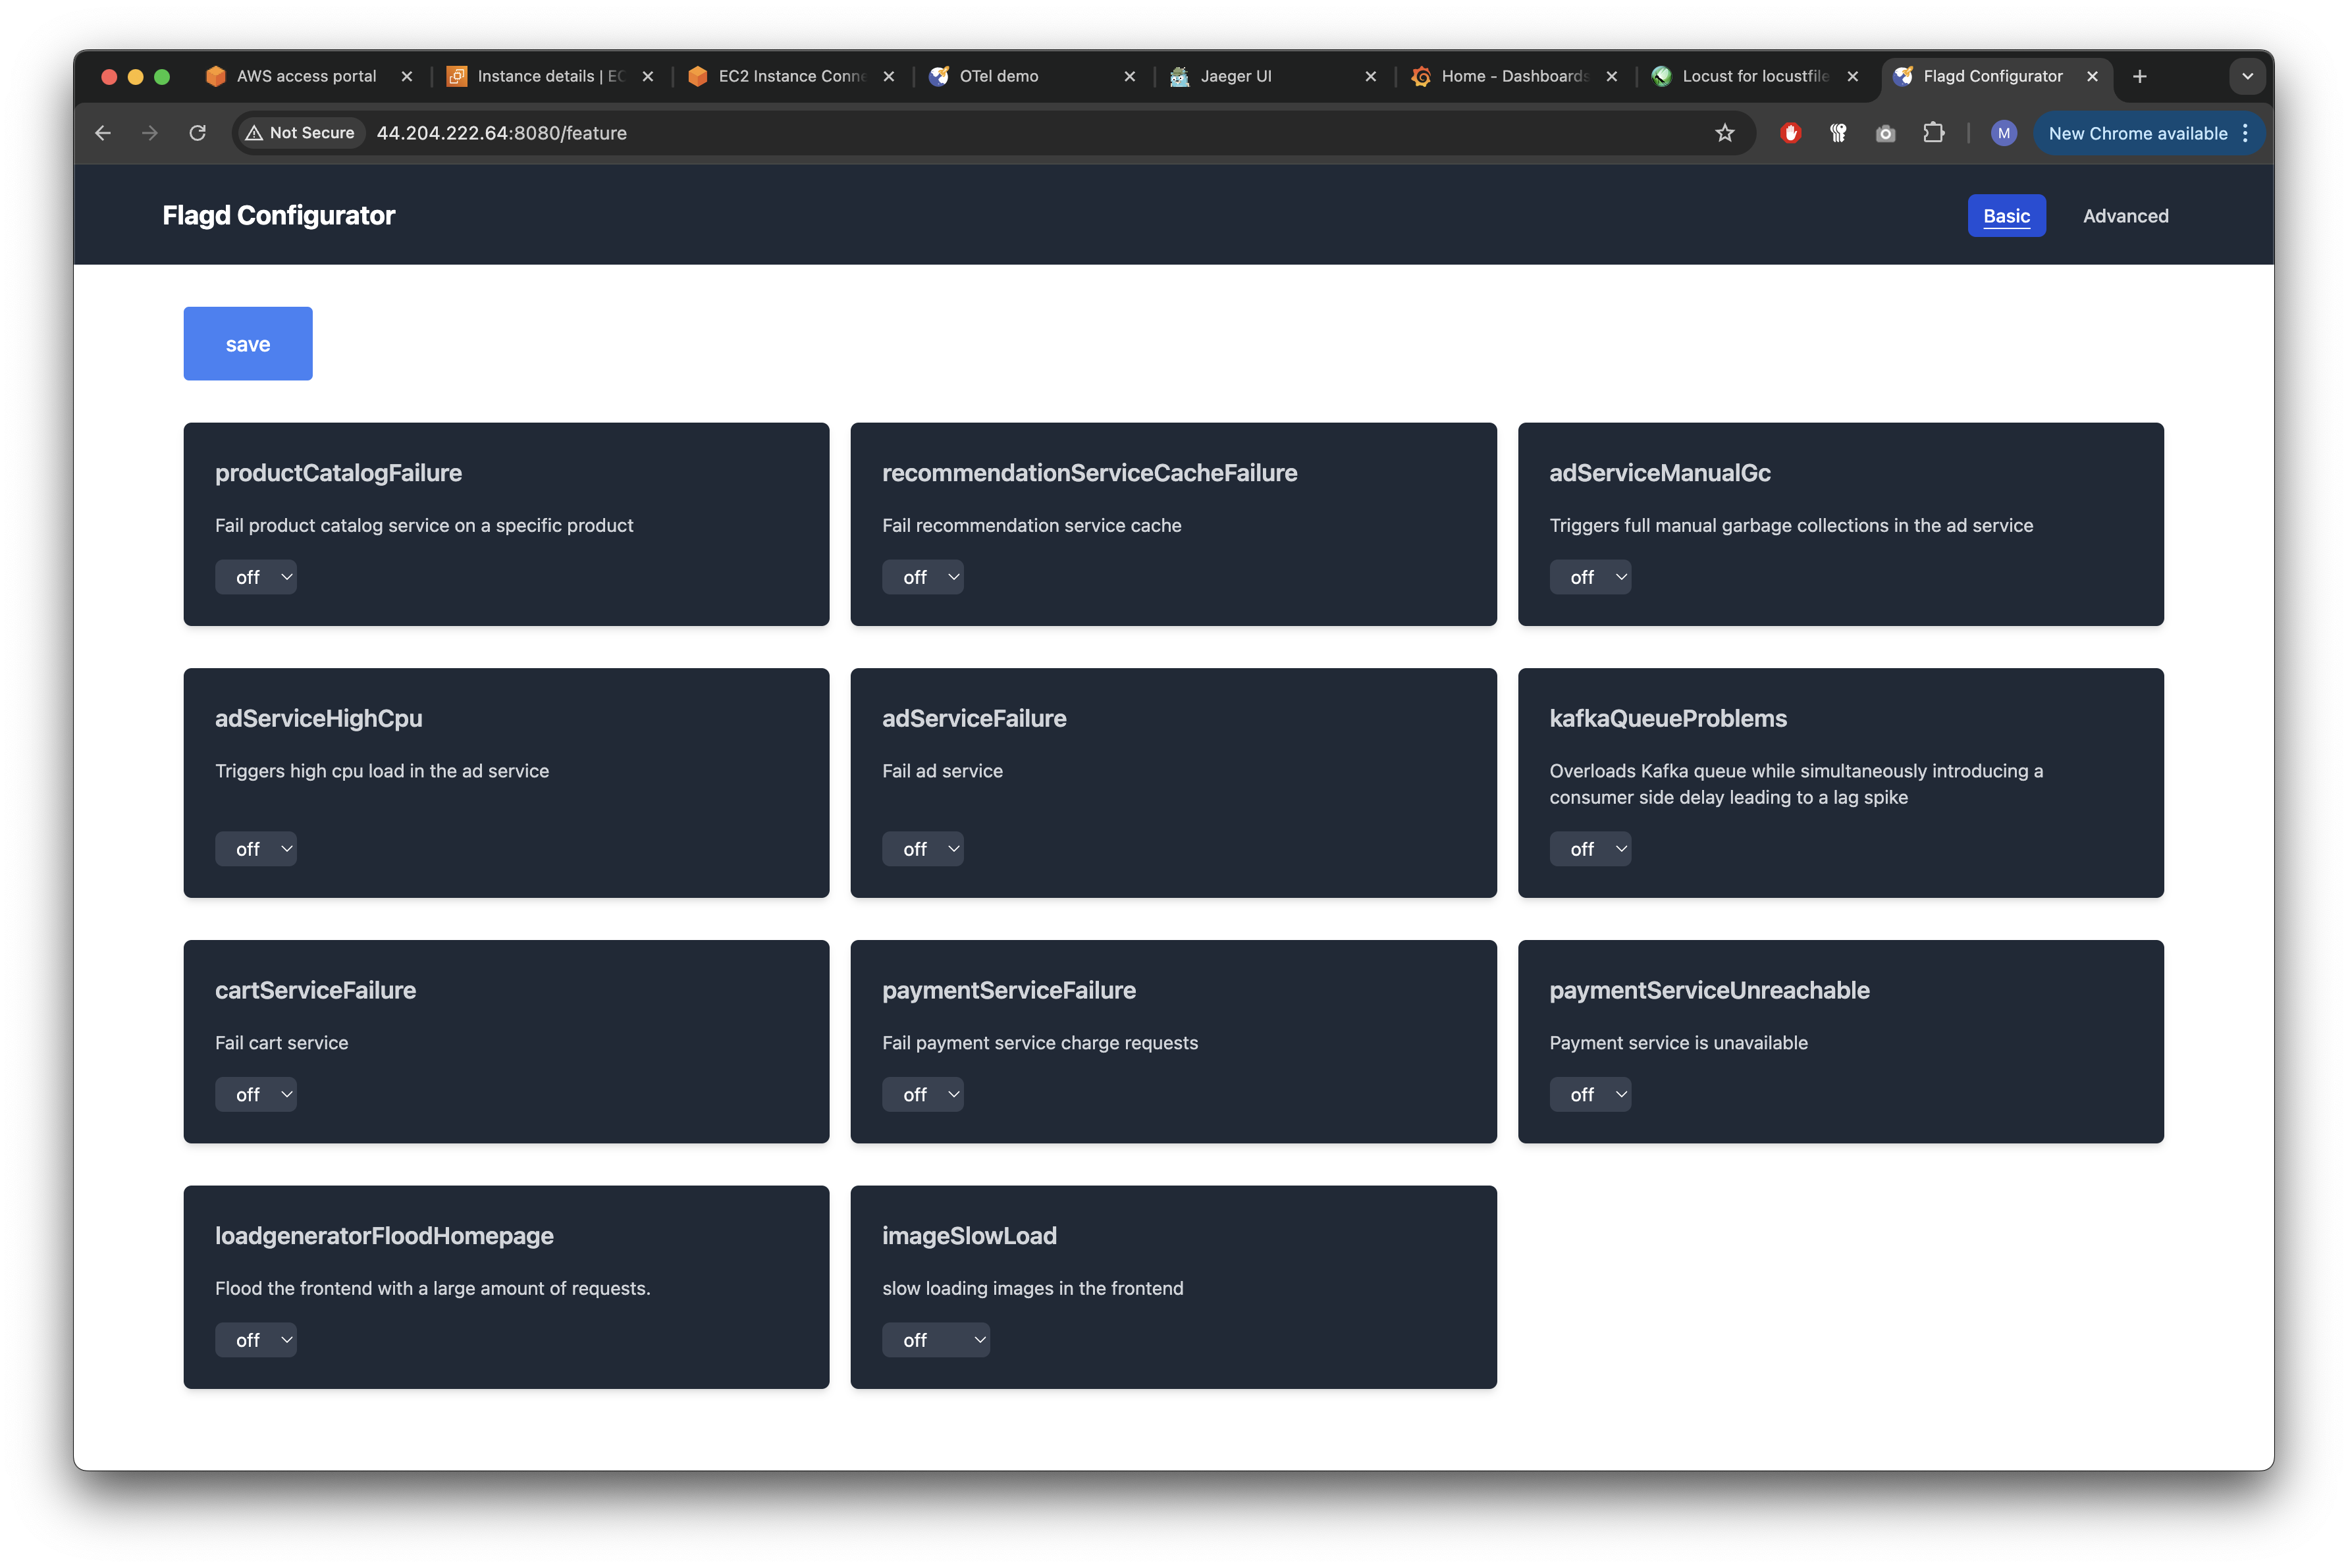 AWS access portal
Instance details | EC
EC2 Instance Conne
OTel demo
Jaeger UI
Home - Dashboards
Locust for locustfile
Flagd Configurator
Not Secure
44.204.222.64:8080/feature
M
New Chrome available
Flagd Configurator
Basic
Advanced
save
productCatalogFailure
Fail product catalog service on a specific product
off
recommendationServiceCacheFailure
Fail recommendation service cache
off
adServiceManualGc
Triggers full manual garbage collections in the ad service
off
adServiceHighCpu
Triggers high cpu load in the ad service
off
adServiceFailure
Fail ad service
off
kafkaQueueProblems
Overloads Kafka queue while simultaneously introducing a
consumer side delay leading to a lag spike
off
cartServiceFailure
Fail cart service
off
paymentServiceFailure
Fail payment service charge requests
off
paymentServiceUnreachable
Payment service is unavailable
off
loadgeneratorFloodHomepage
Flood the frontend with a large amount of requests.
off
imageSlowLoad
slow loading images in the frontend
off